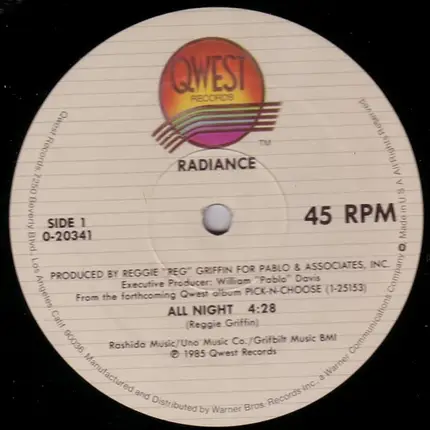 QWEST
RECORDS
TM
RADIANCE
SIDE 1
0-20341
45 RPM
PRODUCED BY REGGIE "REG" GRIFFIN FOR PABLO & ASSOCIATES, INC.
Executive Producer: William "Pablo" Davis
From the forthcoming Qwest album PICK-N-CHOOSE (1-25153)
ALL NIGHT 4:28
(Reggie Griffin)
Rashida Music/Uno Music Co./Grifbilt Music BMI
℗ 1985 Qwest Records
Qwest Records 7250 Beverly Blvd. Los Angeles Calif. 90036, Manufactured and Distributed by Warner Bros. Records Inc., a Warner Communications Company Made in U.S.A. All Rights Reserved.